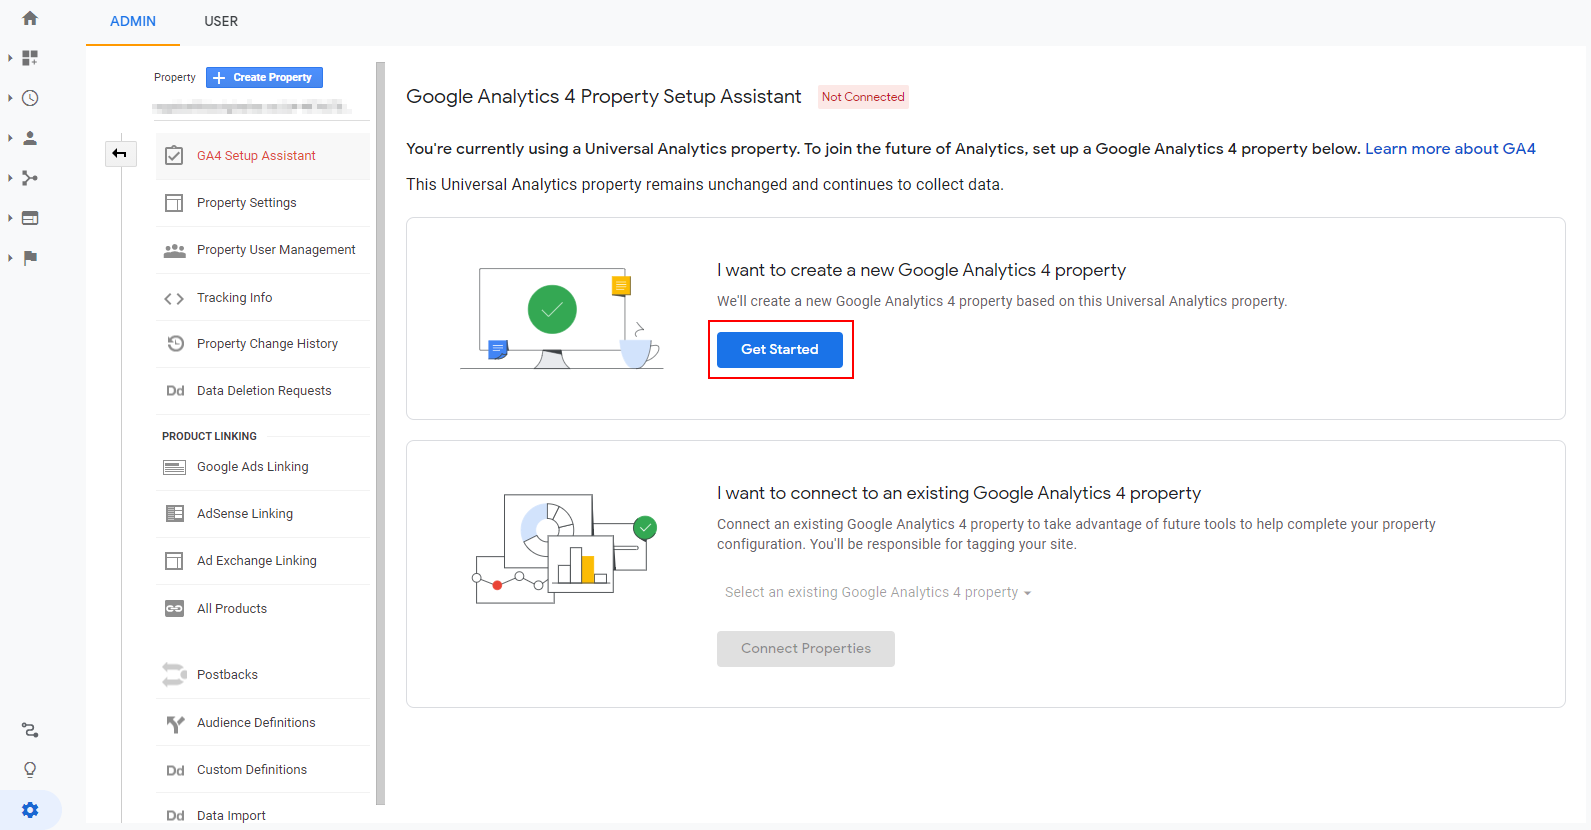 ADMIN
USER
Property
Create Property
GA4 Setup Assistant
Property Settings
Property User Management
Tracking Info
Property Change History
Dd Data Deletion Requests
PRODUCT LINKING
Google Ads Linking
AdSense Linking
Ad Exchange Linking
All Products
Postbacks
Audience Definitions
Dd Custom Definitions
Dd Data Import
Google Analytics 4 Property Setup Assistant
Not Connected
You're currently using a Universal Analytics property. To join the future of Analytics, set up a Google Analytics 4 property below. Learn more about GA4
This Universal Analytics property remains unchanged and continues to collect data.
I want to create a new Google Analytics 4 property
We'll create a new Google Analytics 4 property based on this Universal Analytics property.
Get Started
I want to connect to an existing Google Analytics 4 property
Connect an existing Google Analytics 4 property to take advantage of future tools to help complete your property
configuration. You'll be responsible for tagging your site.
Select an existing Google Analytics 4 property
Connect Properties